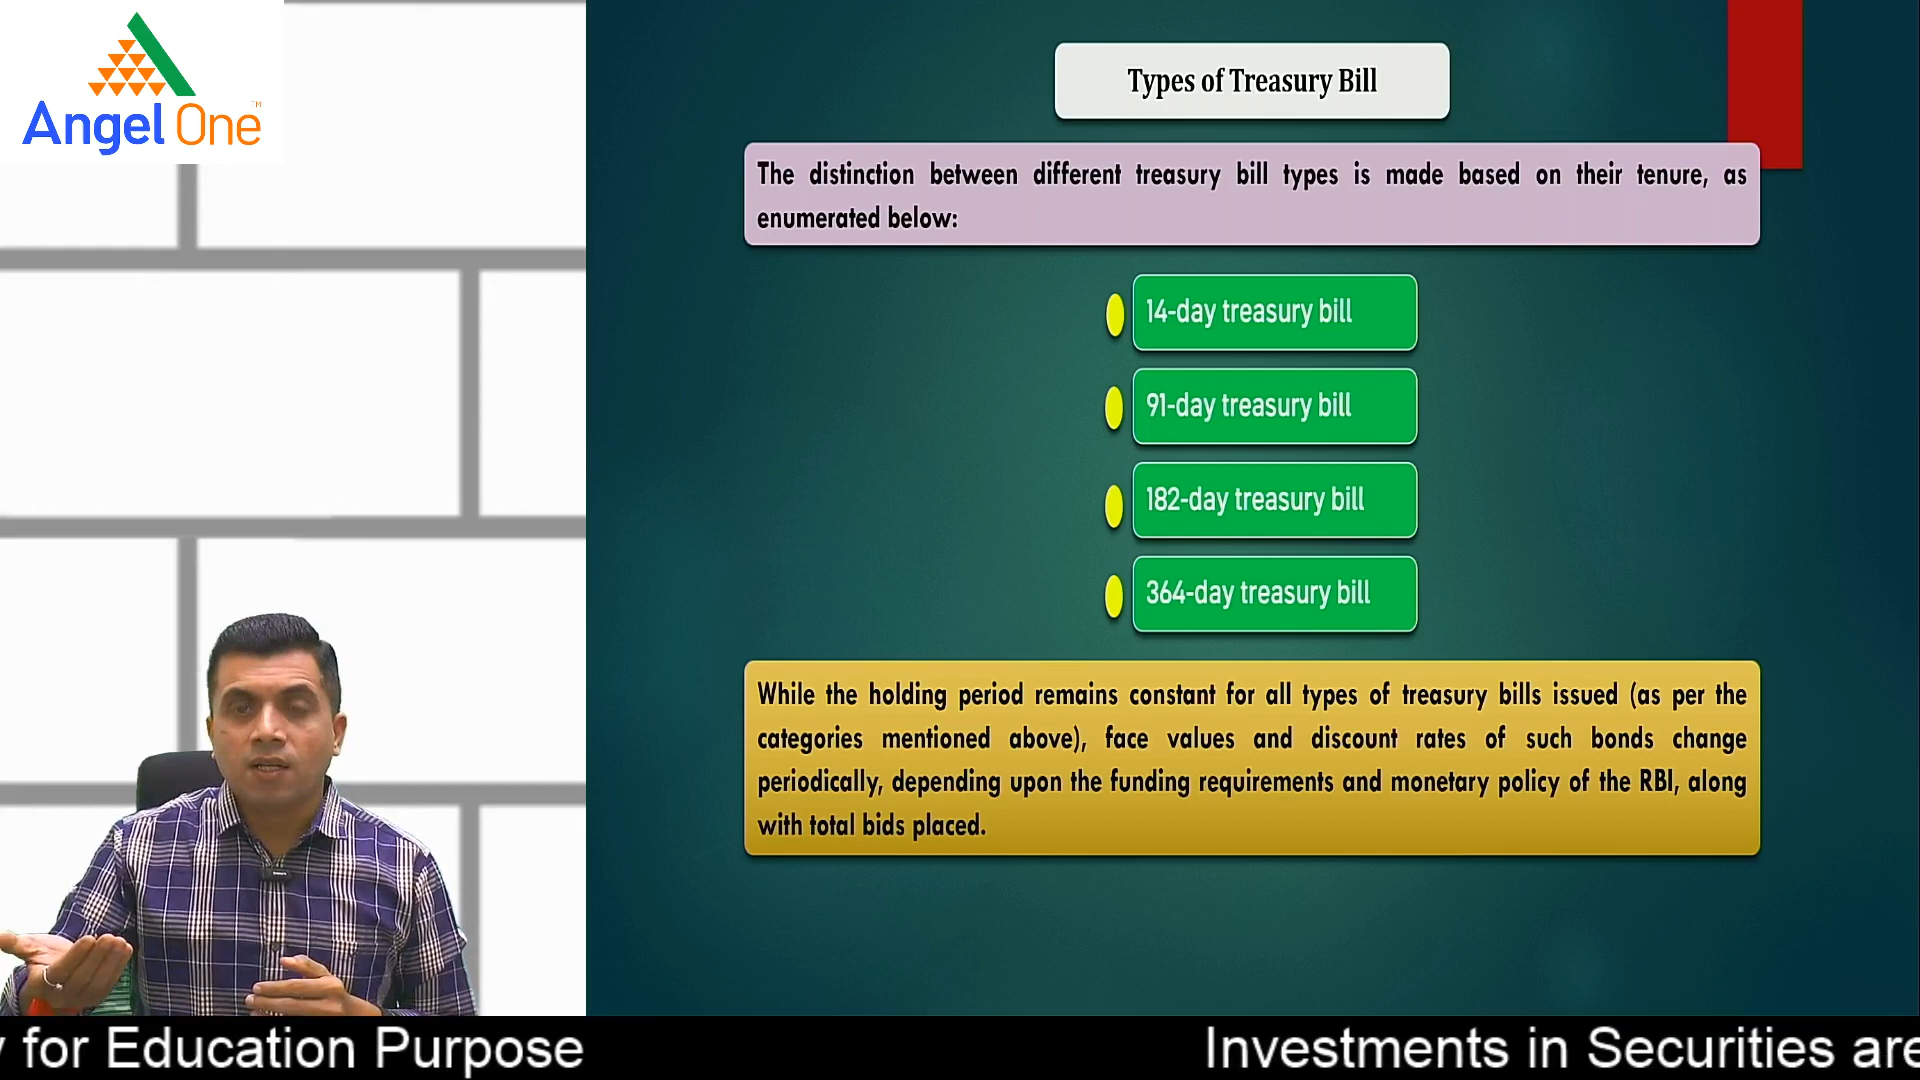 Angel One
TM
Types of Treasury Bill
The distinction between different treasury bill types is made based on their tenure, as
enumerated below:
14-day treasury bill
91-day treasury bill
182-day treasury bill
364-day treasury bill
While the holding period remains constant for all types of treasury bills issued (as per the
categories mentioned above), face values and discount rates of such bonds change
periodically, depending upon the funding requirements and monetary policy of the RBI, along
with total bids placed.
for Education Purpose
Investments in Securities are